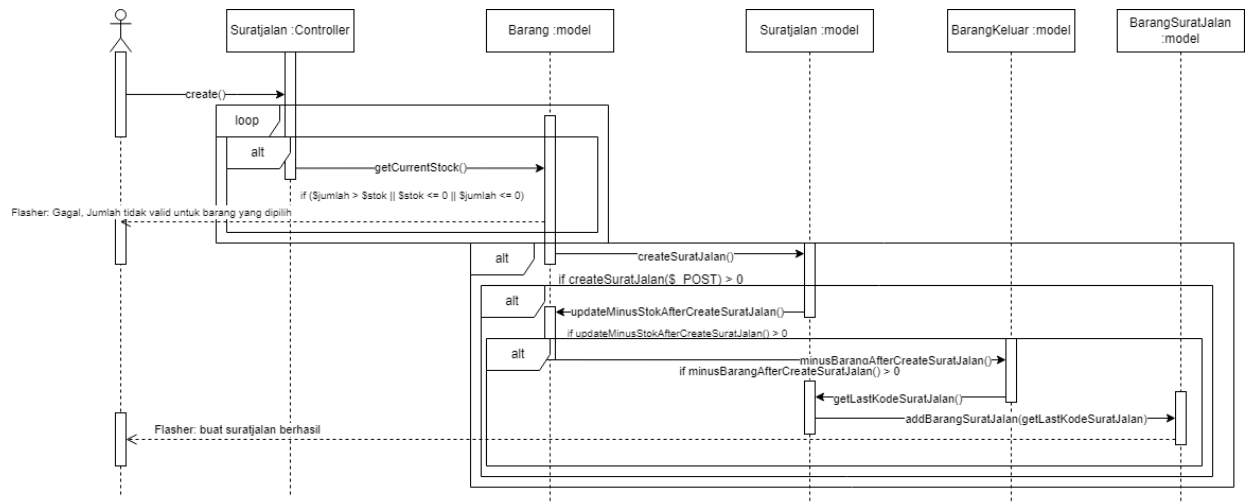 Suratjalan :Controller
Barang :model
Suratjalan :model
BarangKeluar :model
BarangSuratJalan
:model
create()
loop
alt
getCurrentStock()
if ($jumlah > $stok || $stok <= 0 || $jumlah <= 0)
Flasher: Gagal, Jumlah tidak valid untuk barang yang dipilih
alt
createSuratJalan()
if createSuratJalan($_POST) > 0
alt
updateMinusStokAfterCreateSuratJalan()
if updateMinusStokAfterCreateSuratJalan() > 0
alt
minusBarangAfterCreateSuratJalan()
if minusBarangAfterCreateSuratJalan() > 0
getLastKodeSuratJalan()
addBarangSuratJalan(getLastKodeSuratJalan)
Flasher: buat suratjalan berhasil